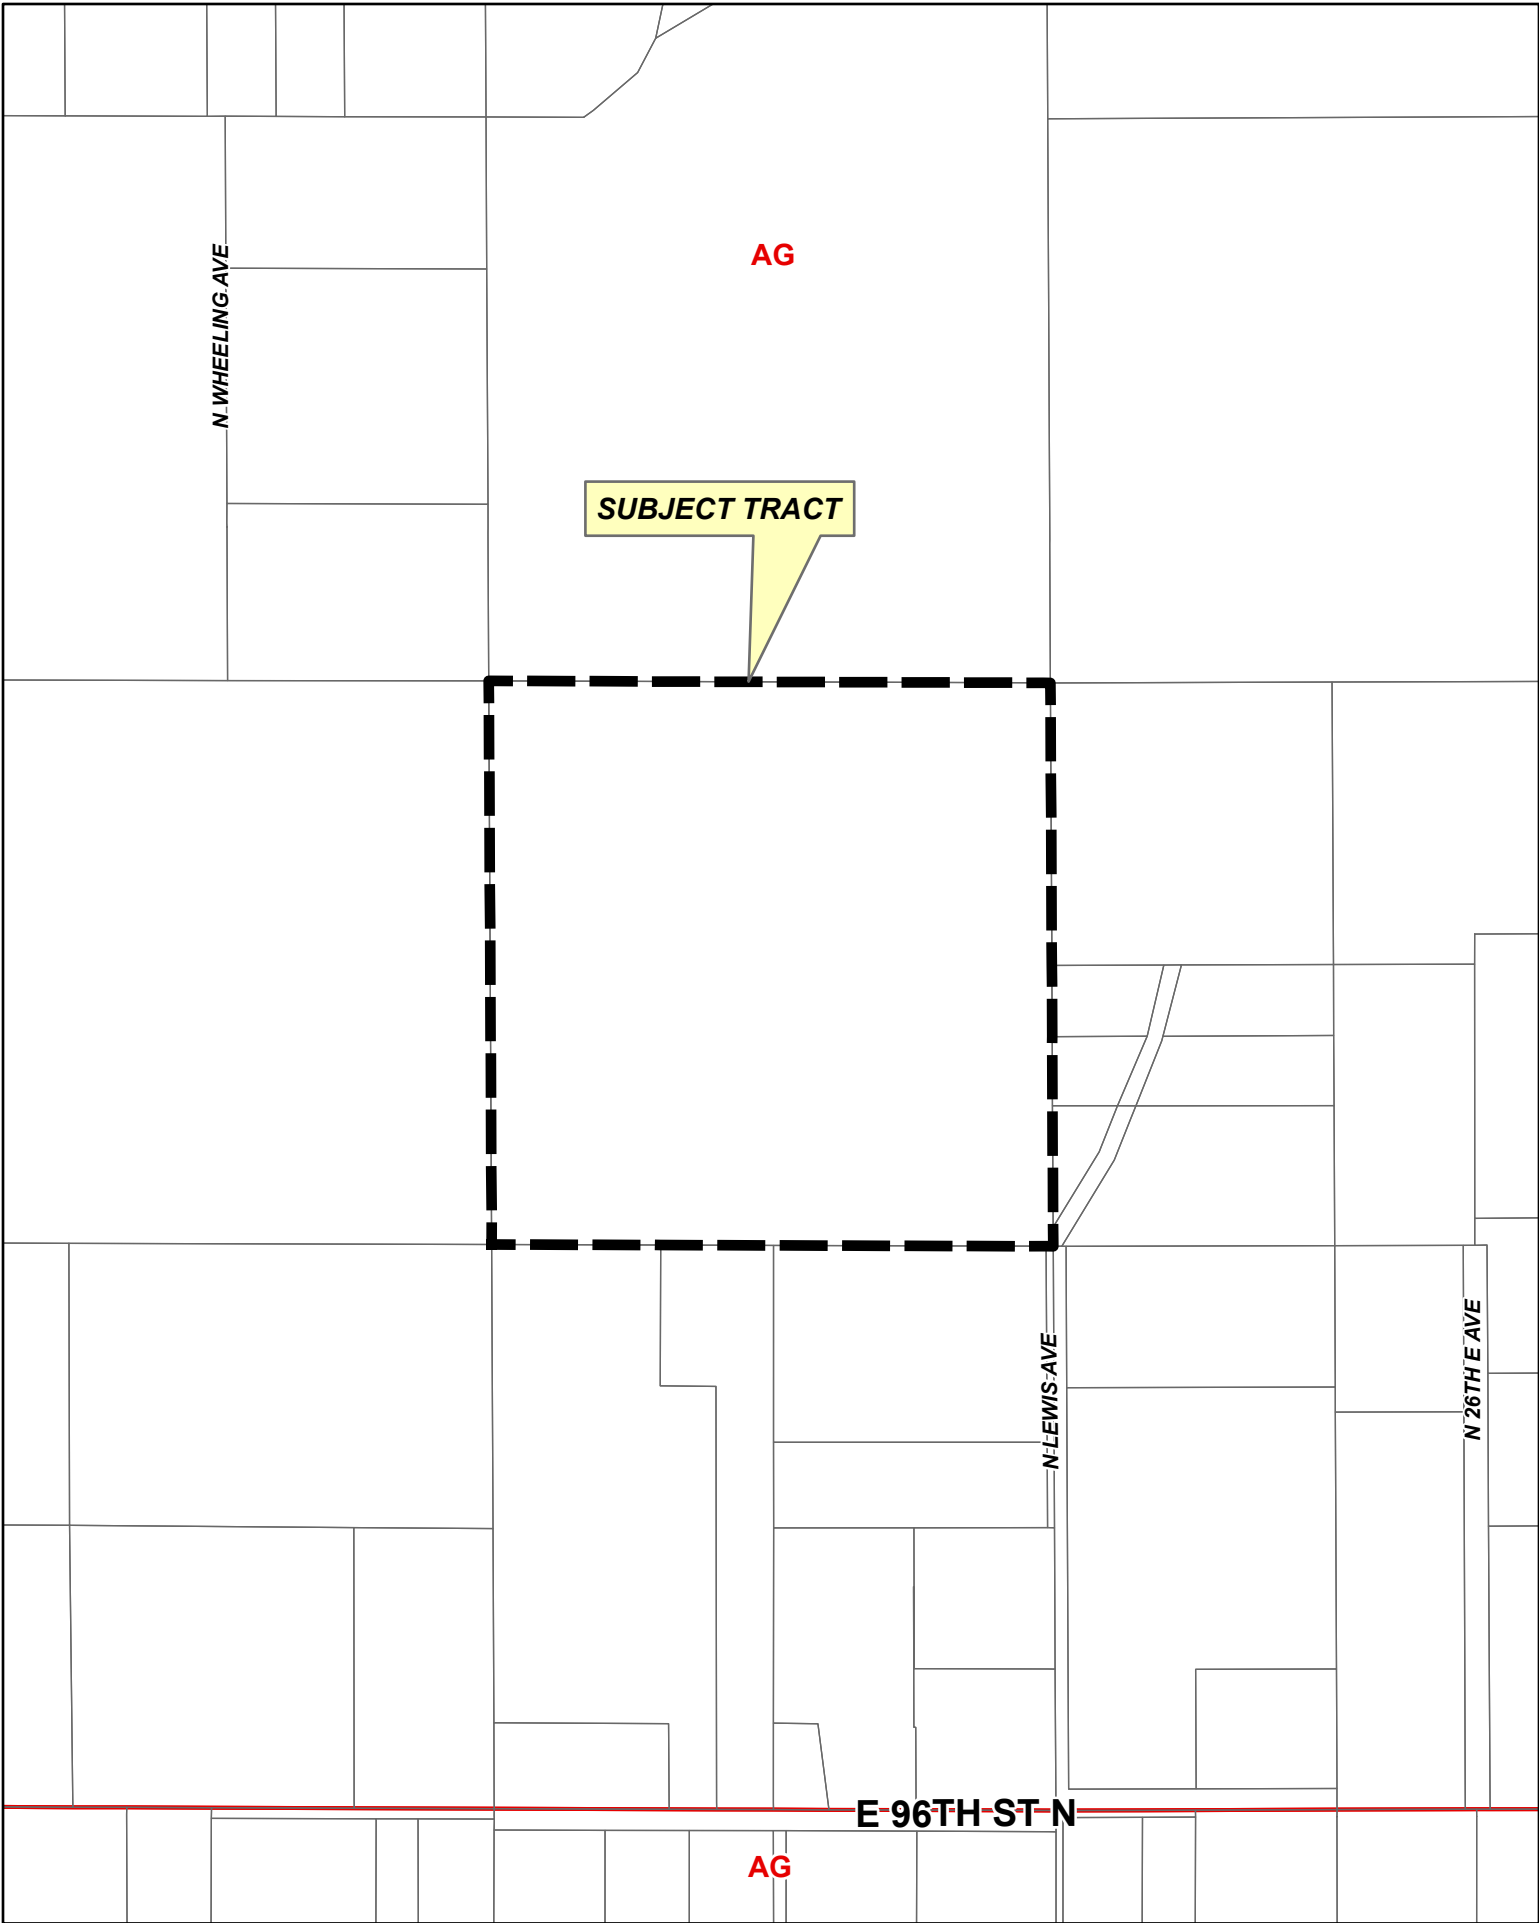 AG
N WHEELING AVE
SUBJECT TRACT
N 26TH E AVE
N LEWIS AVE
E 96TH ST N
AG